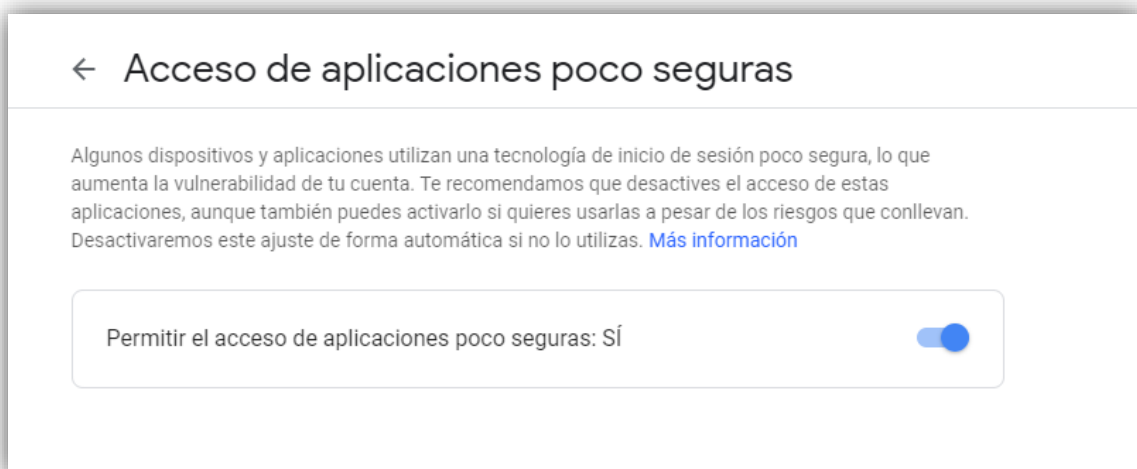 Acceso de aplicaciones poco seguras
Algunos dispositivos y aplicaciones utilizan una tecnología de inicio de sesión poco segura, lo que
aumenta la vulnerabilidad de tu cuenta. Te recomendamos que desactives el acceso de estas
aplicaciones, aunque también puedes activarlo si quieres usarlas a pesar de los riesgos que conllevan.
Desactivaremos este ajuste de forma automática si no lo utilizas. Más información
Permitir el acceso de aplicaciones poco seguras: SÍ